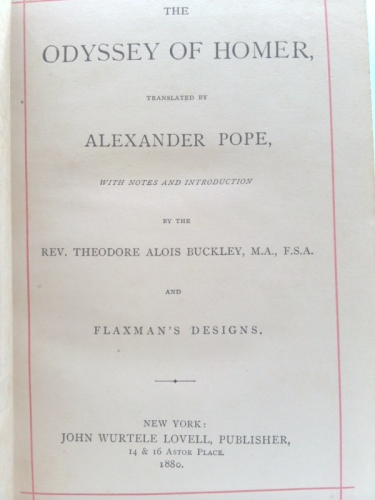 THE
ODYSSEY OF HOMER,
TRANSLATED BY
ALEXANDER POPE,
WITH NOTES AND INTRODUCTION
BY THE
REV. THEODORE ALOIS BUCKLEY, M.A., F.S.A.
AND
FLAXMAN'S DESIGNS.
NEW YORK:
JOHN WURTELE LOVELL, PUBLISHER,
14 & 16 ASTOR PLACE.
1880.